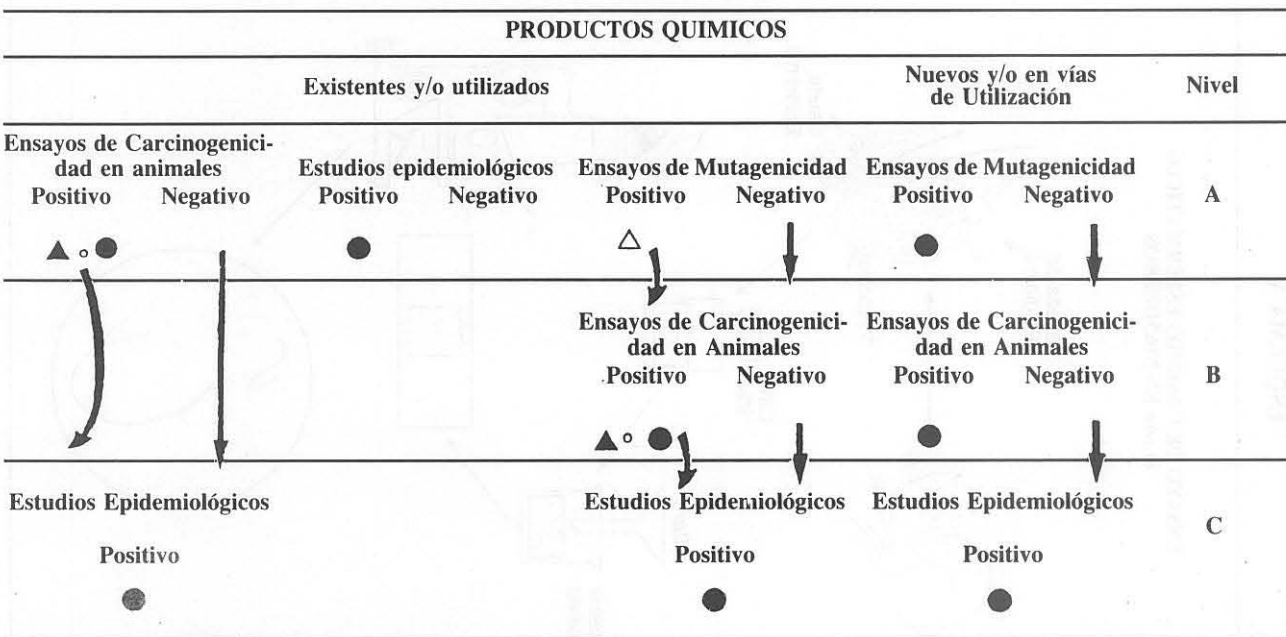 PRODUCTOS QUIMICOS
Existentes y/o utilizados
Nuevos y/o en vías
de Utilización
Nivel
Ensayos de Carcinogenici-
dad en animales
Positivo Negativo
Estudios epidemiológicos
Positivo Negativo
Ensayos de Mutagenicidad
Positivo Negativo
Ensayos de Mutagenicidad
Positivo Negativo
A
o
Ensayos de Carcinogenici-
dad en Animales
Positivo Negativo
Ensayos de Carcinogenici-
dad en Animales
Positivo Negativo
B
o
Estudios Epidemiológicos
Positivo
Estudios Epidemiológicos
Positivo
Estudios Epidemiológicos
Positivo
C